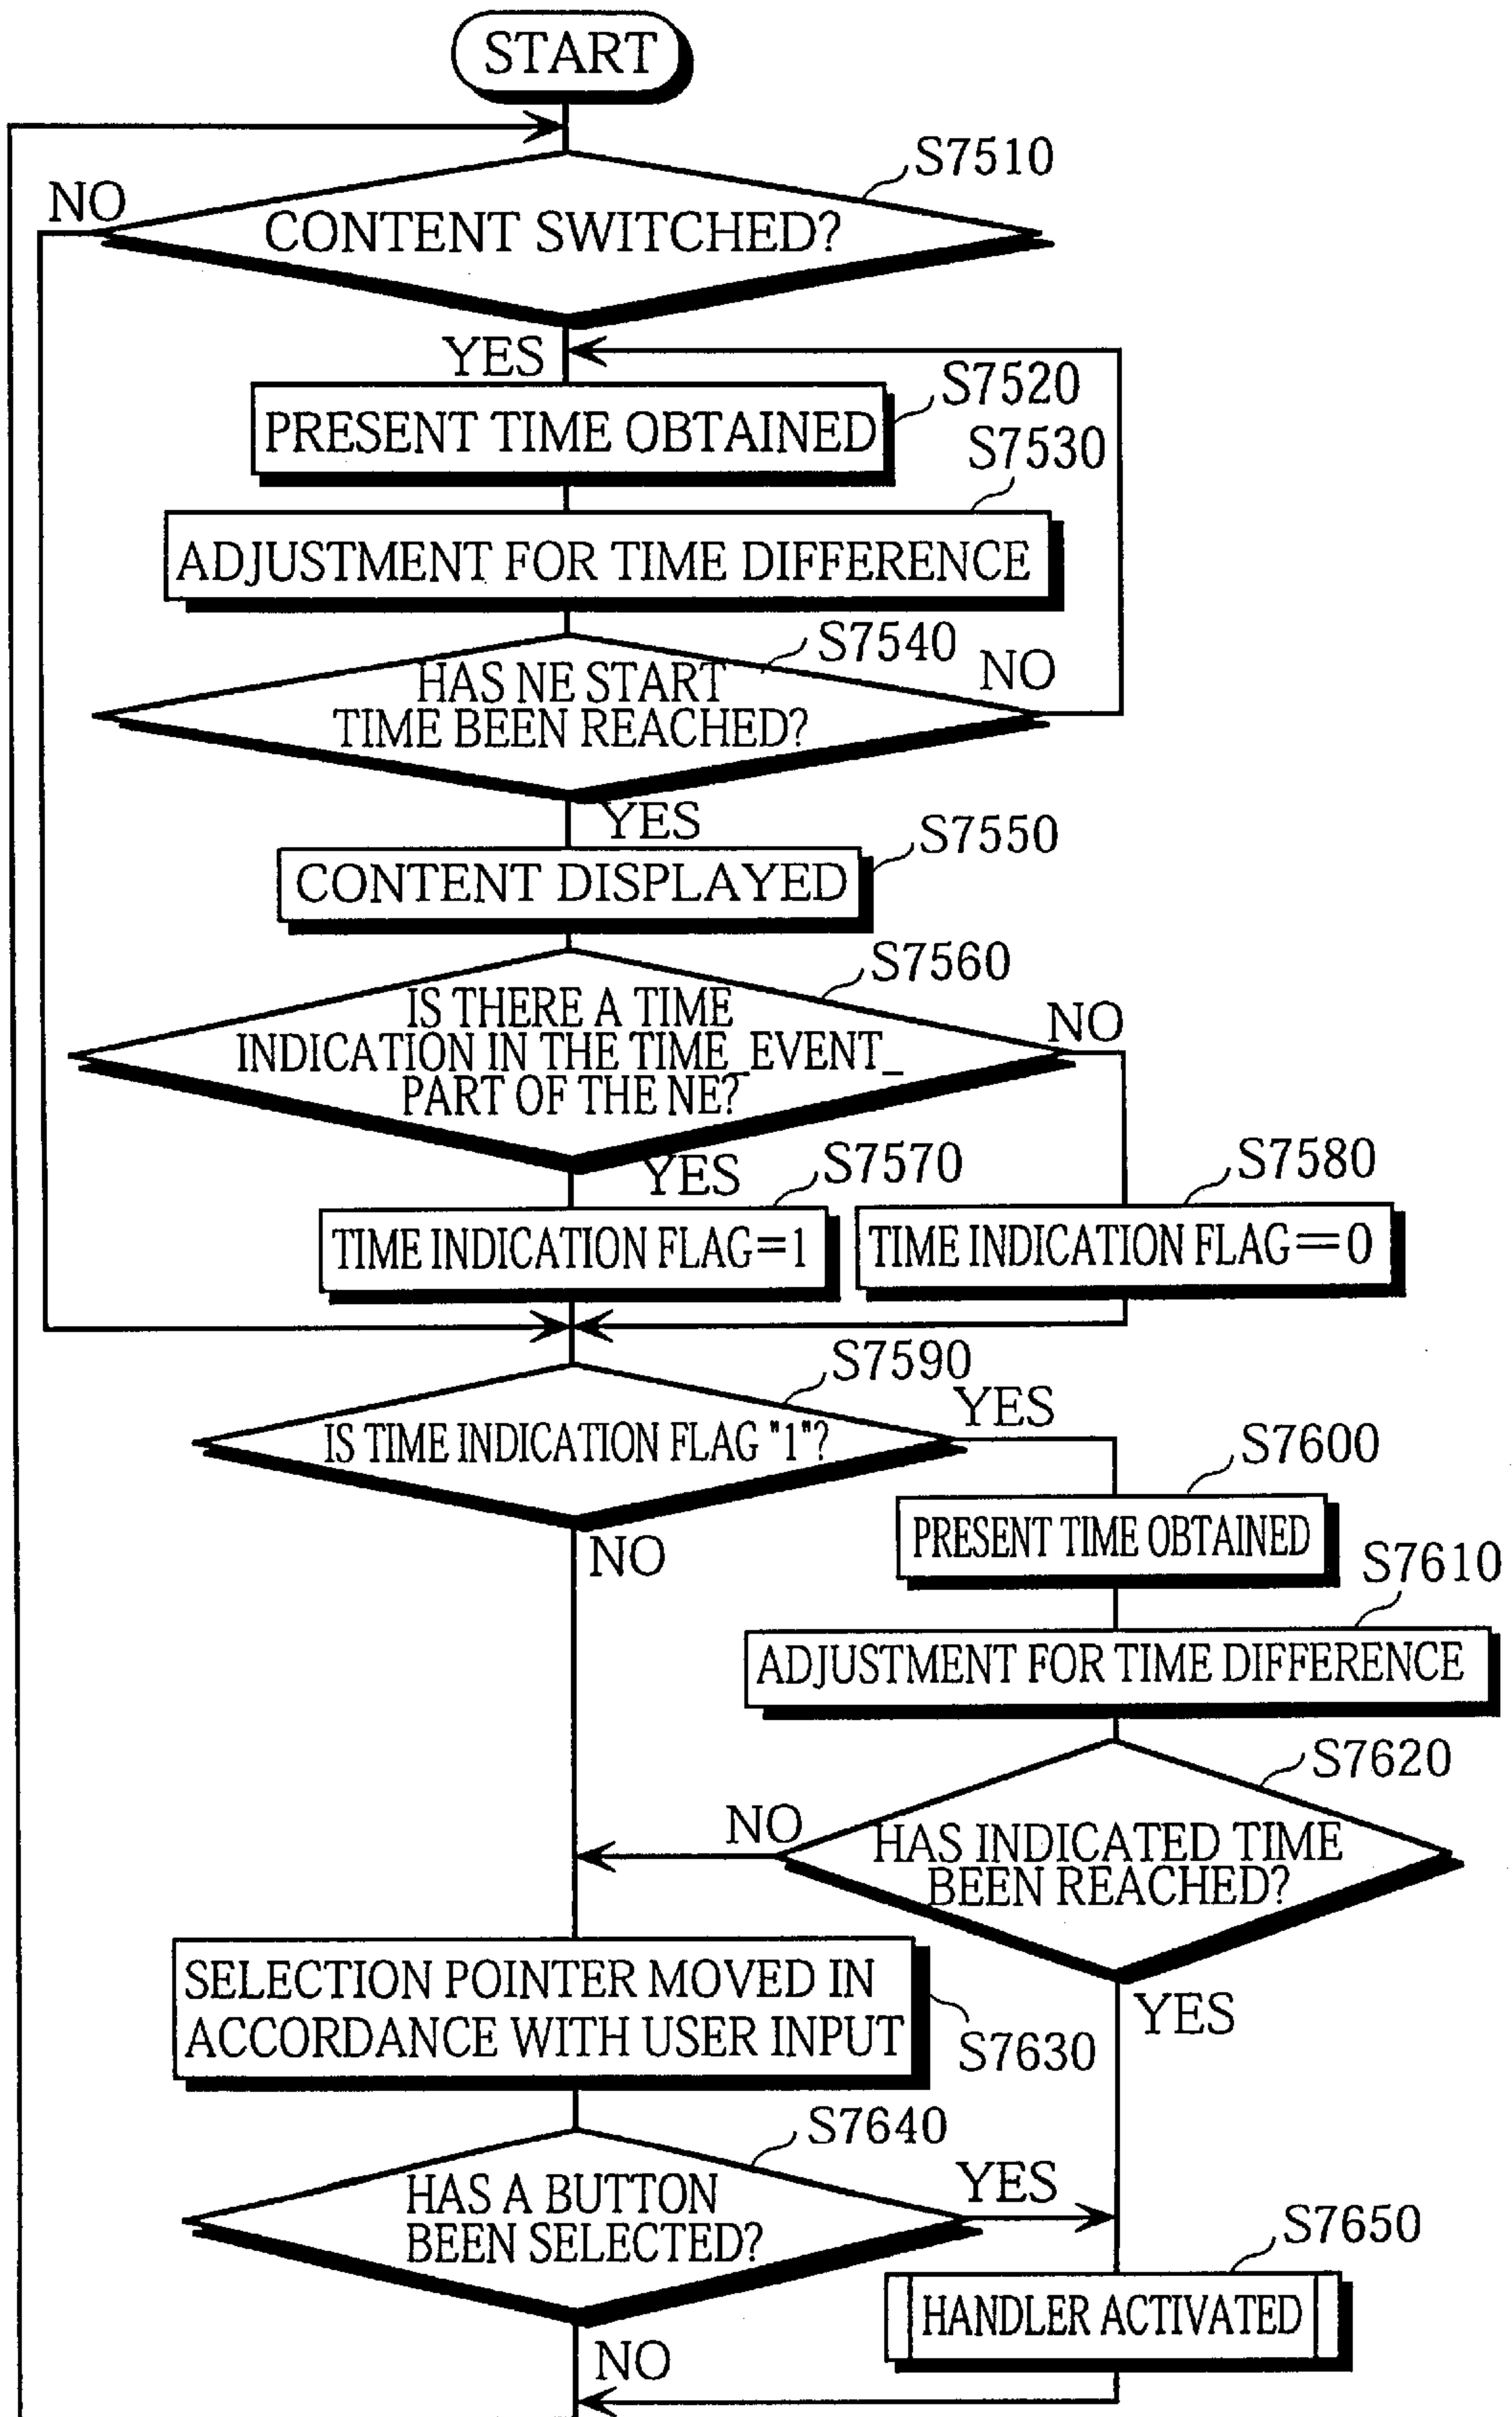 START
S7510
NO
CONTENT SWITCHED?
YES
S7520
PRESENT TIME OBTAINED
S7530
ADJUSTMENT FOR TIME DIFFERENCE
S7540
HAS NE START
TIME BEEN REACHED?
NO
YES
S7550
CONTENT DISPLAYED
S7560
IS THERE A TIME
INDICATION IN THE TIME_EVENT_
PART OF THE NE?
NO
YES
S7570
S7580
TIME INDICATION FLAG=1
TIME INDICATION FLAG=0
S7590
IS TIME INDICATION FLAG "1"?
YES
NO
S7600
PRESENT TIME OBTAINED
S7610
ADJUSTMENT FOR TIME DIFFERENCE
S7620
NO
HAS INDICATED TIME
BEEN REACHED?
YES
SELECTION POINTER MOVED IN
ACCORDANCE WITH USER INPUT
S7630
S7640
HAS A BUTTON
BEEN SELECTED?
YES
S7650
HANDLER ACTIVATED
NO